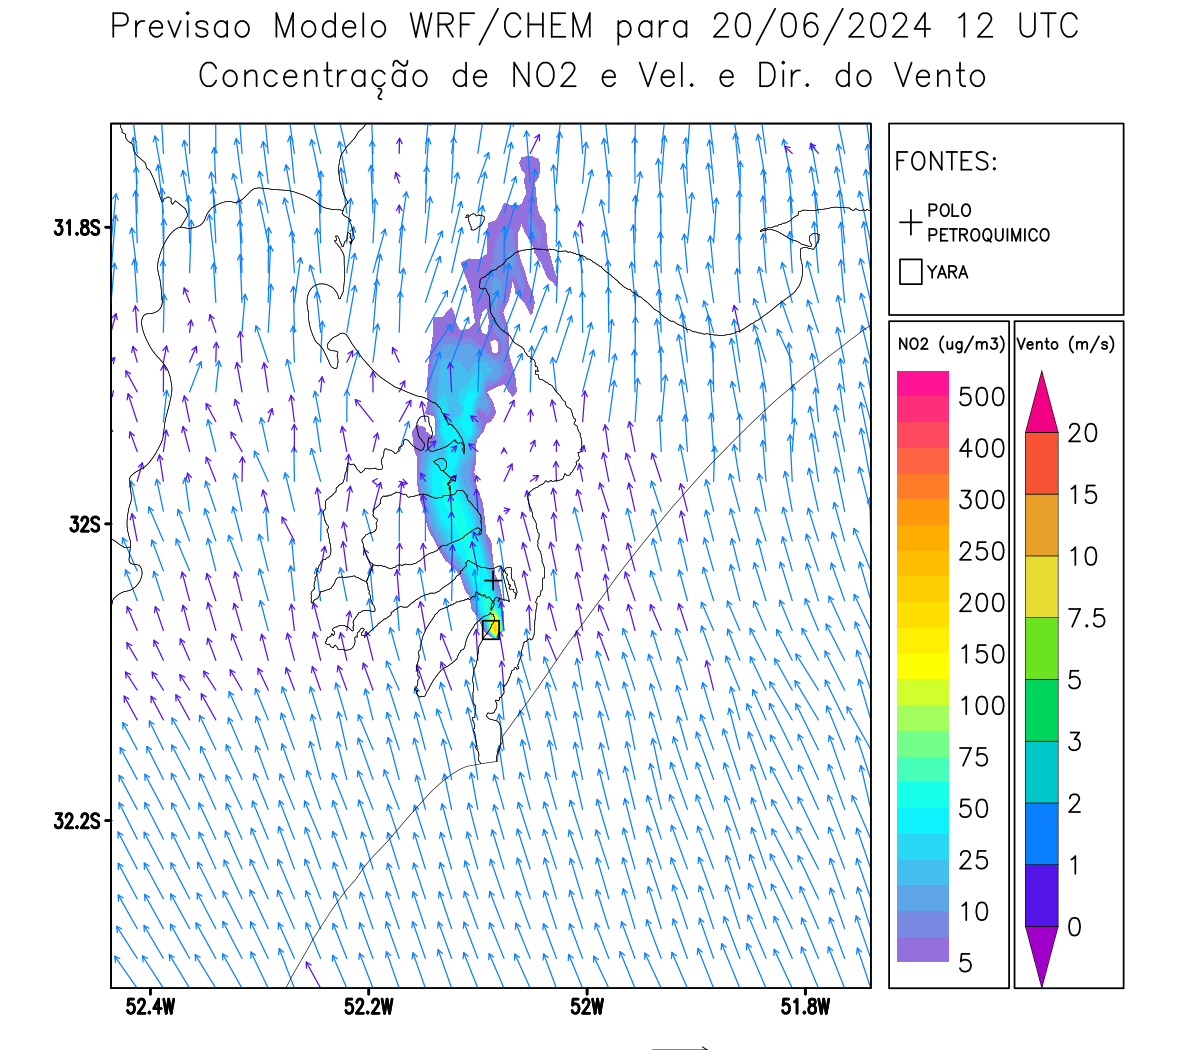 Previsao Modelo WRF/CHEM para 20/06/2024 12 UTC
Concentração de NO2 e Vel. e Dir. do Vento
FONTES:
POLO
PETROQUIMICO
YARA
NO2 (ug/m3)
500
400
300
250
200
150
100
75
50
25
10
5
Vento (m/s)
20
15
10
7.5
5
3
2
1
0
31.8S
32S
32.2S
52.4W
52.2W
52W
51.8W